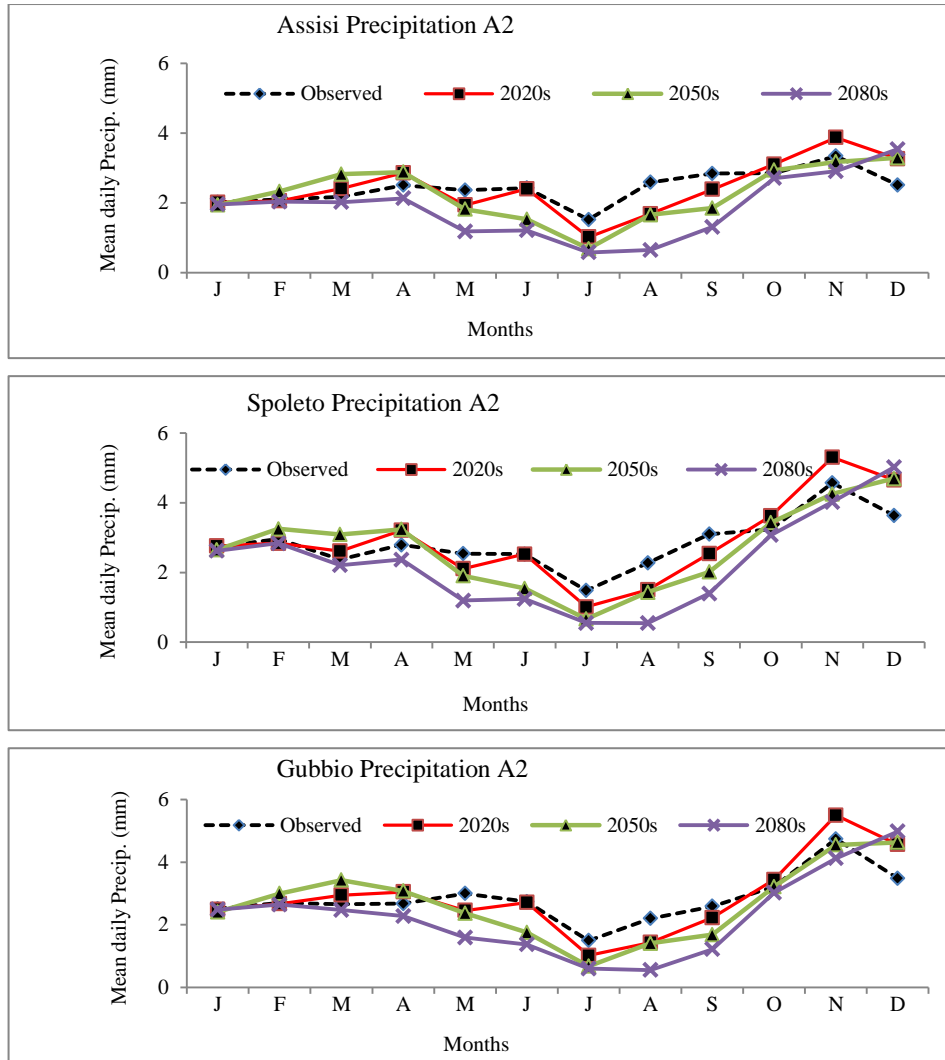 Assisi Precipitation A2
Mean daily Precip. (mm)
6
4
2
0
Observed 2020s 2050s 2080s
J F M A M J J A S O N D
Months
Spoleto Precipitation A2
Mean daily Precip. (mm)
6
4
2
0
Observed 2020s 2050s 2080s
J F M A M J J A S O N D
Months
Gubbio Precipitation A2
Mean daily Precip. (mm)
6
4
2
0
Observed 2020s 2050s 2080s
J F M A M J J A S O N D
Months